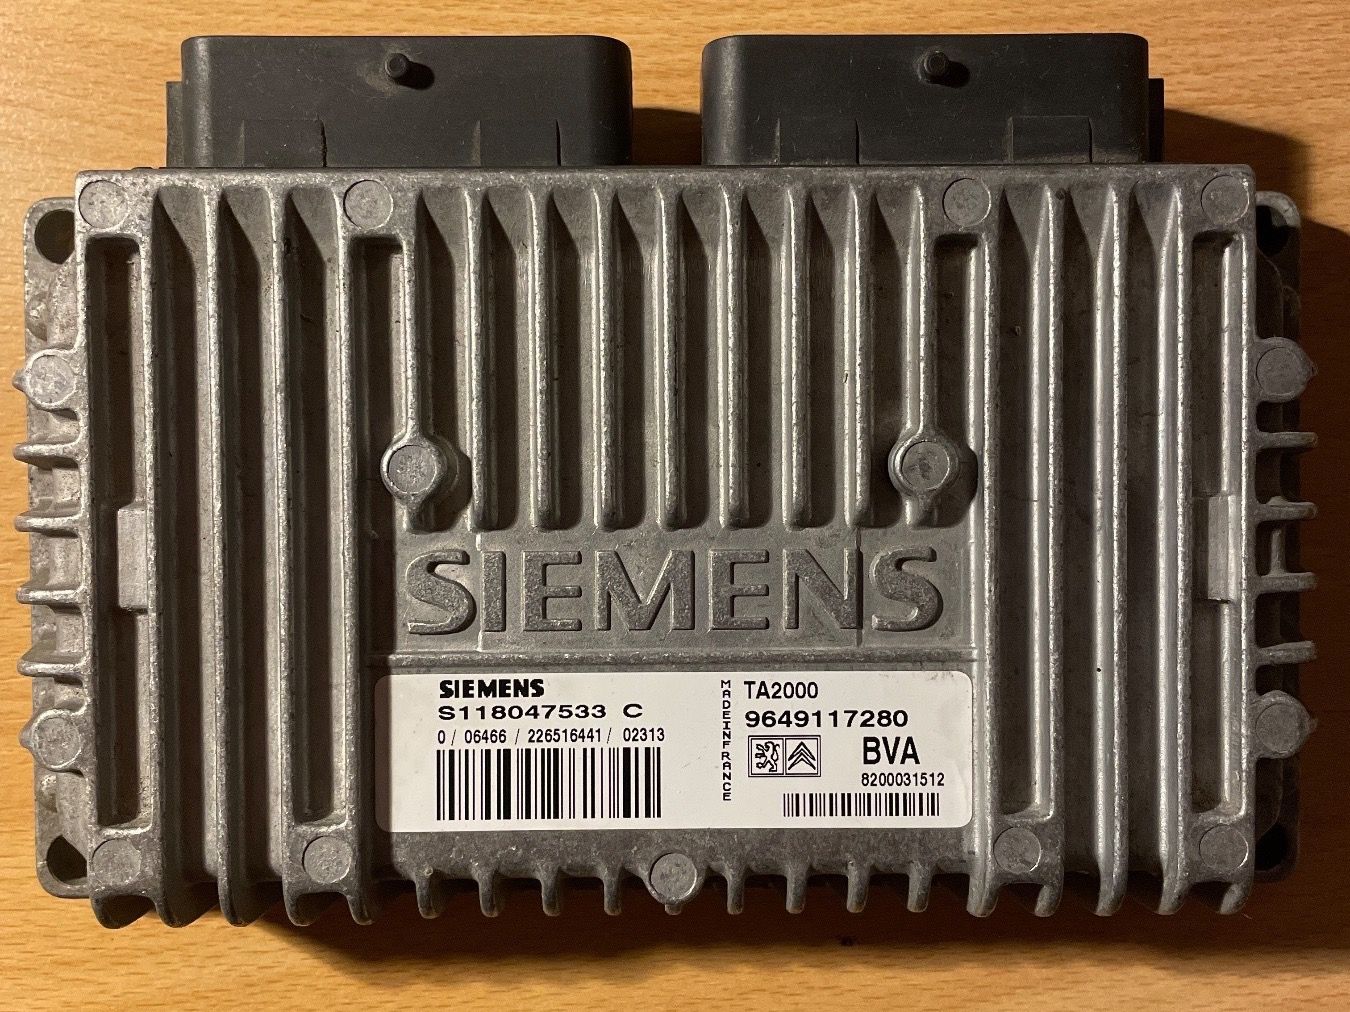 SIEMENS
SIEMENS
S118047533 C
0 / 06466 / 226516441 / 02313
MADEINFRANCE
TA2000
9649117280
BVA
8200031512